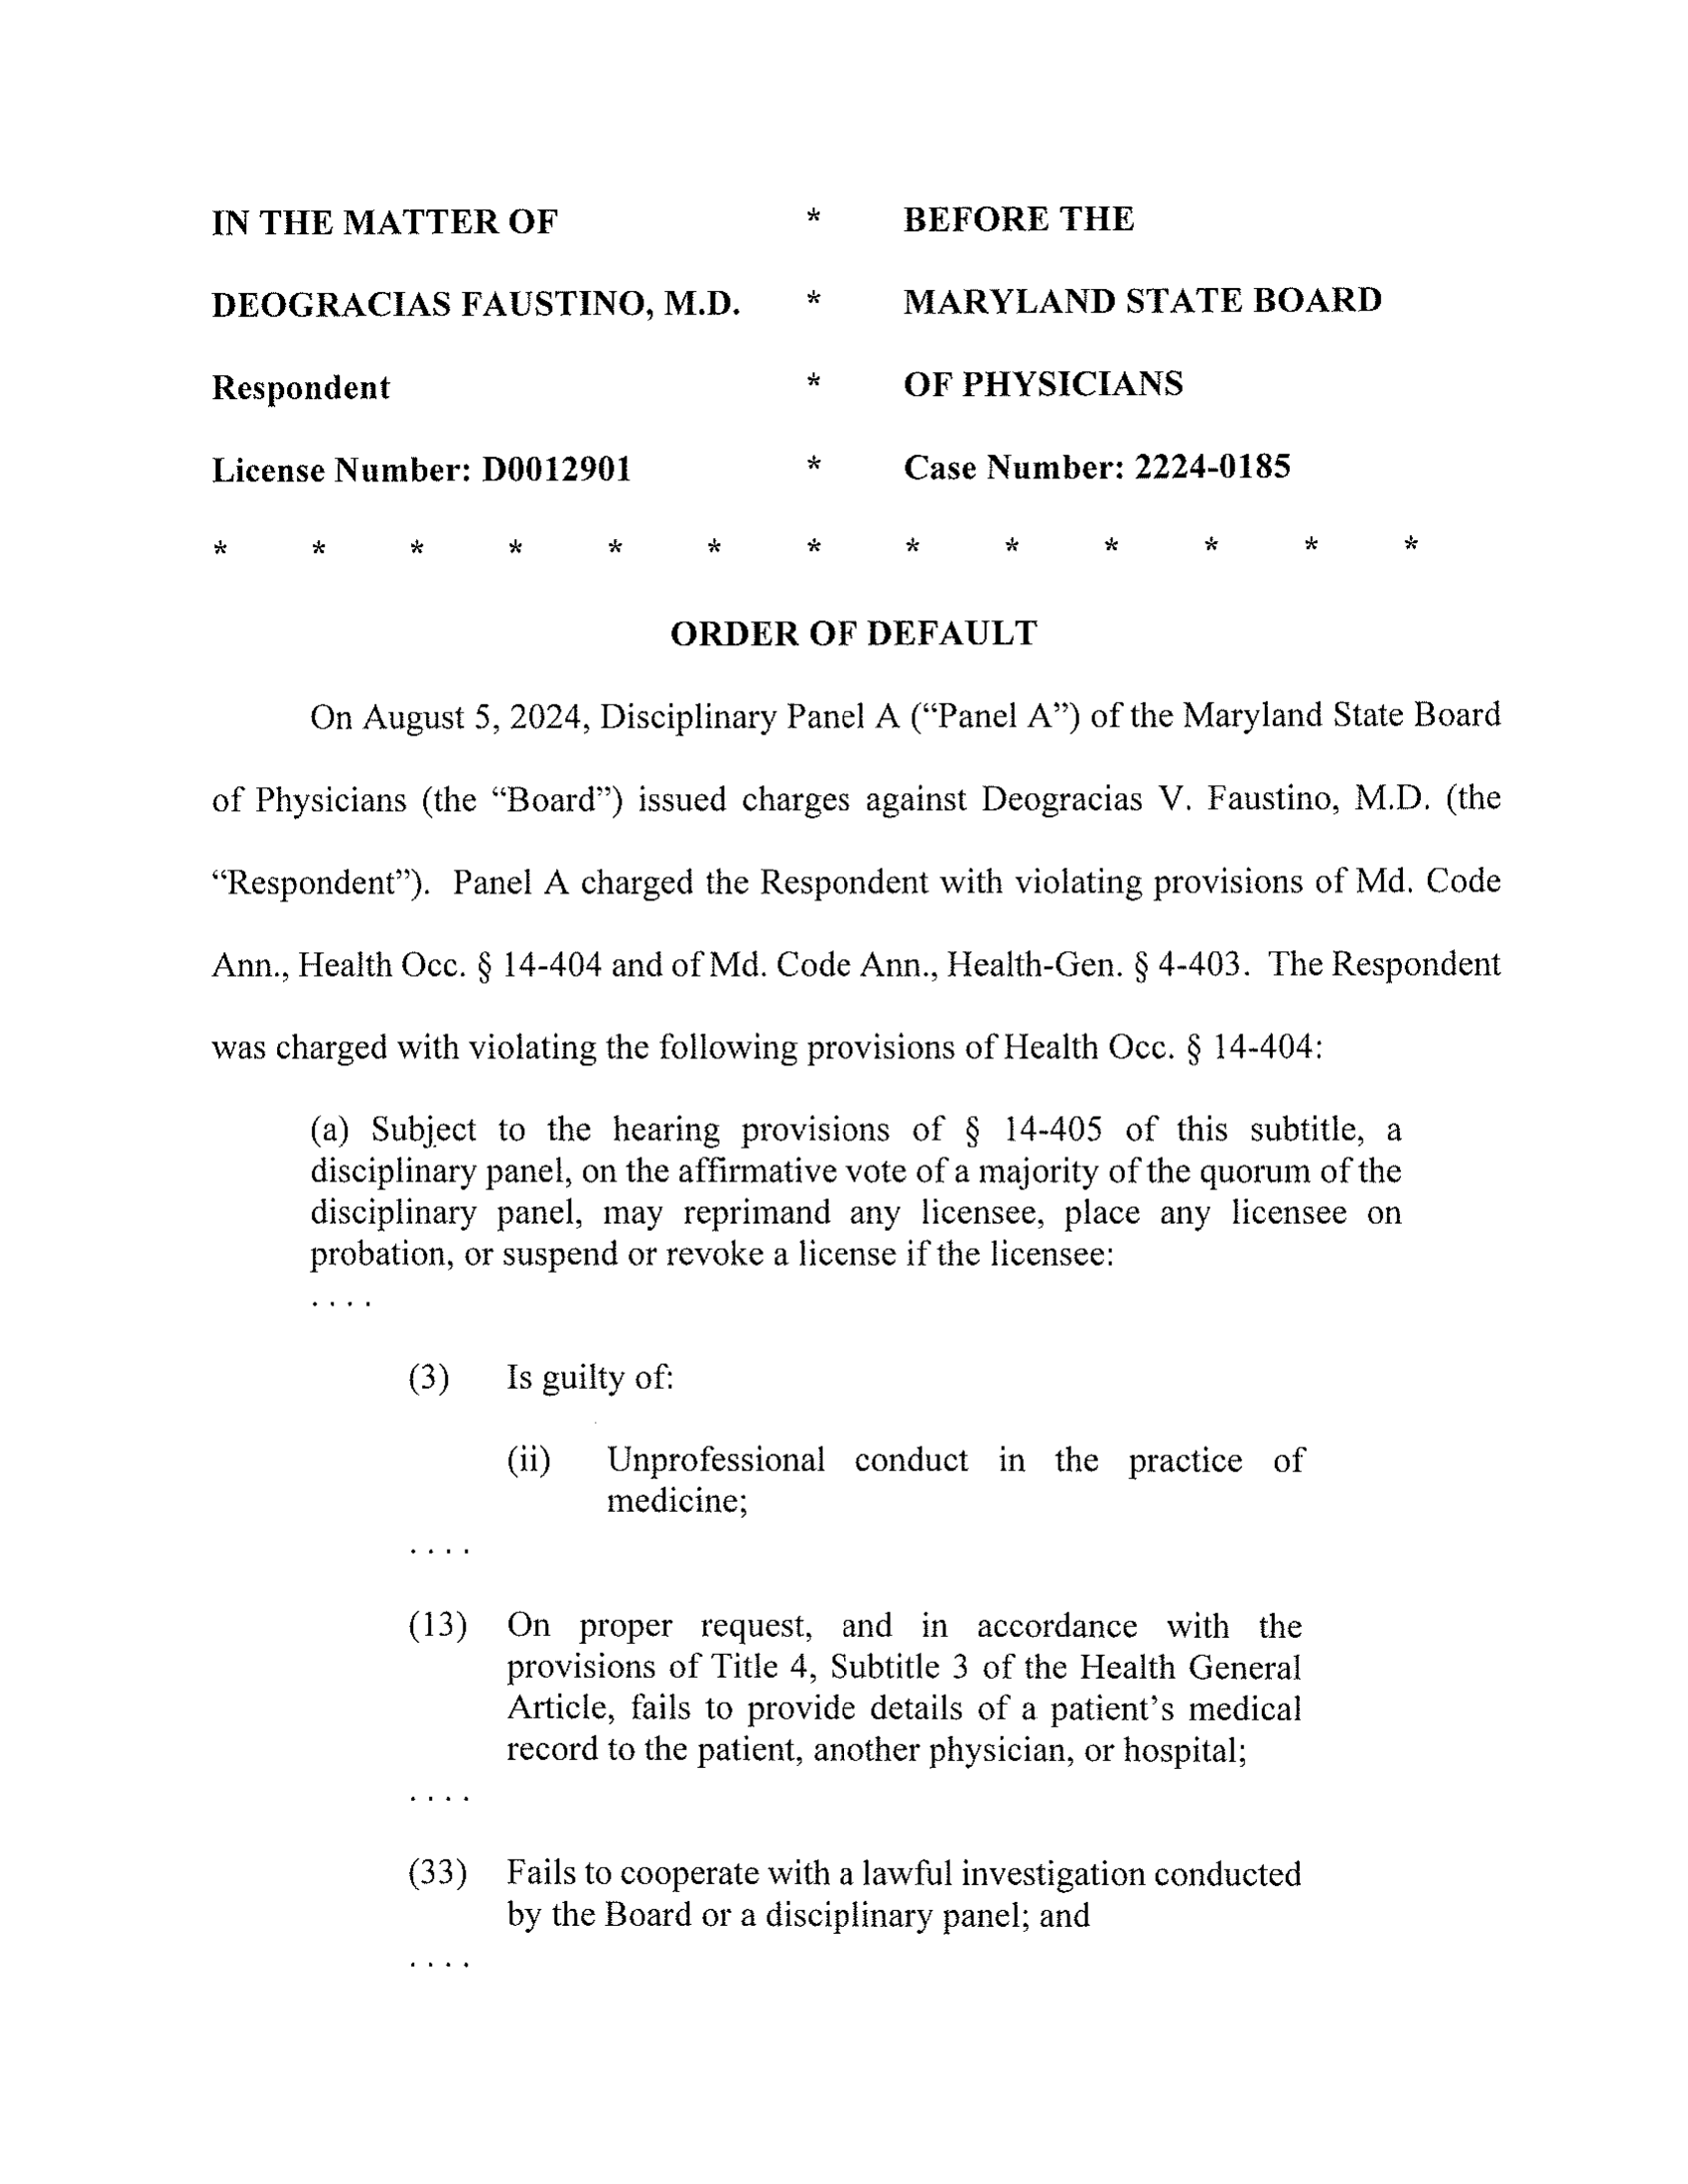 IN THE MATTER OF * BEFORE THE
DEOGRACIAS FAUSTINO, M.D. * MARYLAND STATE BOARD
Respondent * OF PHYSICIANS
License Number: D0012901 * Case Number: 2224-0185
* * * * * * * * * * * * *
ORDER OF DEFAULT
On August 5, 2024, Disciplinary Panel A (“Panel A”) of the Maryland State Board
of Physicians (the “Board”) issued charges against Deogracias V. Faustino, M.D. (the
“Respondent”). Panel A charged the Respondent with violating provisions of Md. Code
Ann., Health Occ. § 14-404 and of Md. Code Ann., Health-Gen. § 4-403. The Respondent
was charged with violating the following provisions of Health Occ. § 14-404:
(a) Subject to the hearing provisions of § 14-405 of this subtitle, a
disciplinary panel, on the affirmative vote of a majority of the quorum of the
disciplinary panel, may reprimand any licensee, place any licensee on
probation, or suspend or revoke a license if the licensee:
. . . .
(3) Is guilty of:
(ii) Unprofessional conduct in the practice of
medicine;
. . . .
(13) On proper request, and in accordance with the
provisions of Title 4, Subtitle 3 of the Health General
Article, fails to provide details of a patient’s medical
record to the patient, another physician, or hospital;
. . . .
(33) Fails to cooperate with a lawful investigation conducted
by the Board or a disciplinary panel; and
. . . .